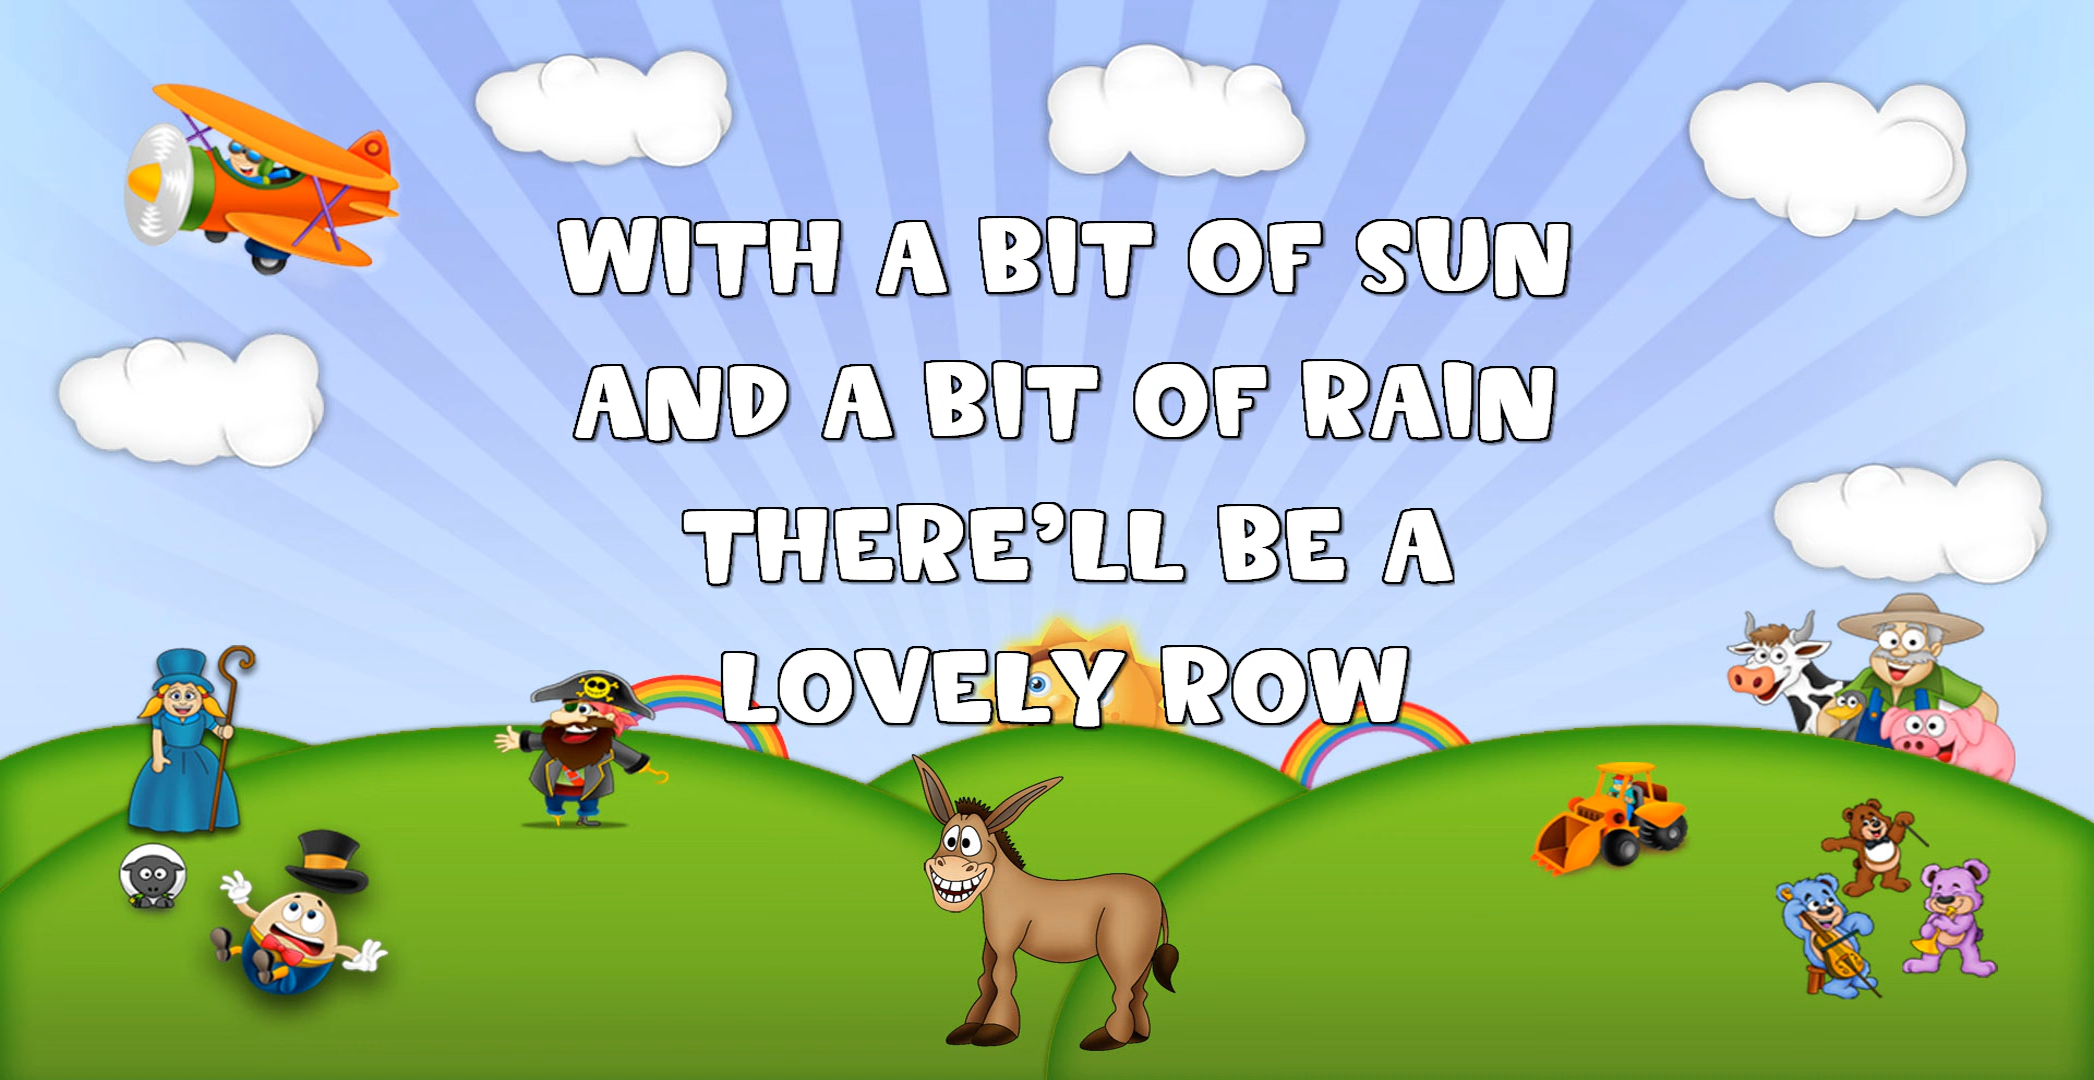 WITH A BIT OF SUN
AND A BIT OF RAIN
THERE'LL BE A
LOVELY ROW